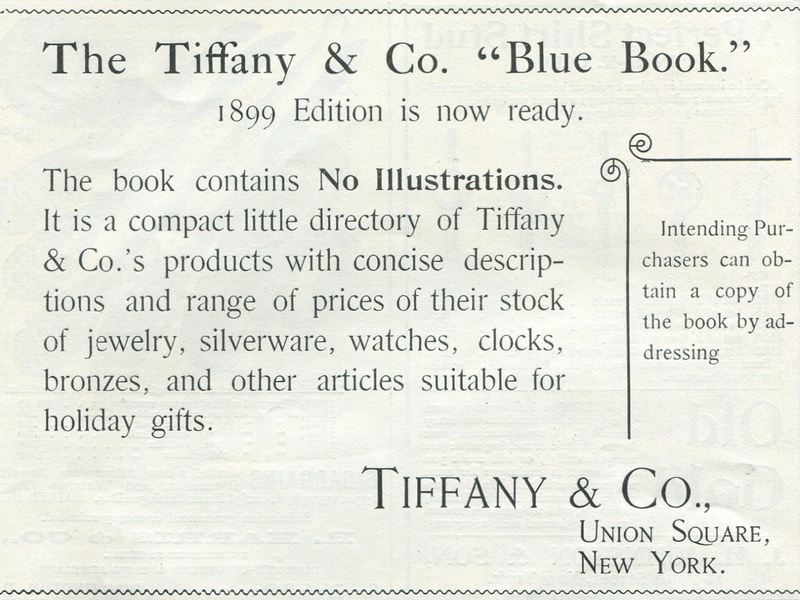 The Tiffany & Co. “Blue Book.”
1899 Edition is now ready.
The book contains No Illustrations.
It is a compact little directory of Tiffany
& Co.’s products with concise descrip-
tions and range of prices of their stock
of jewelry, silverware, watches, clocks,
bronzes, and other articles suitable for
holiday gifts.
Intending Pur-
chasers can ob-
tain a copy of
the book by ad-
dressing
TIFFANY & CO.,
UNION SQUARE,
NEW YORK.